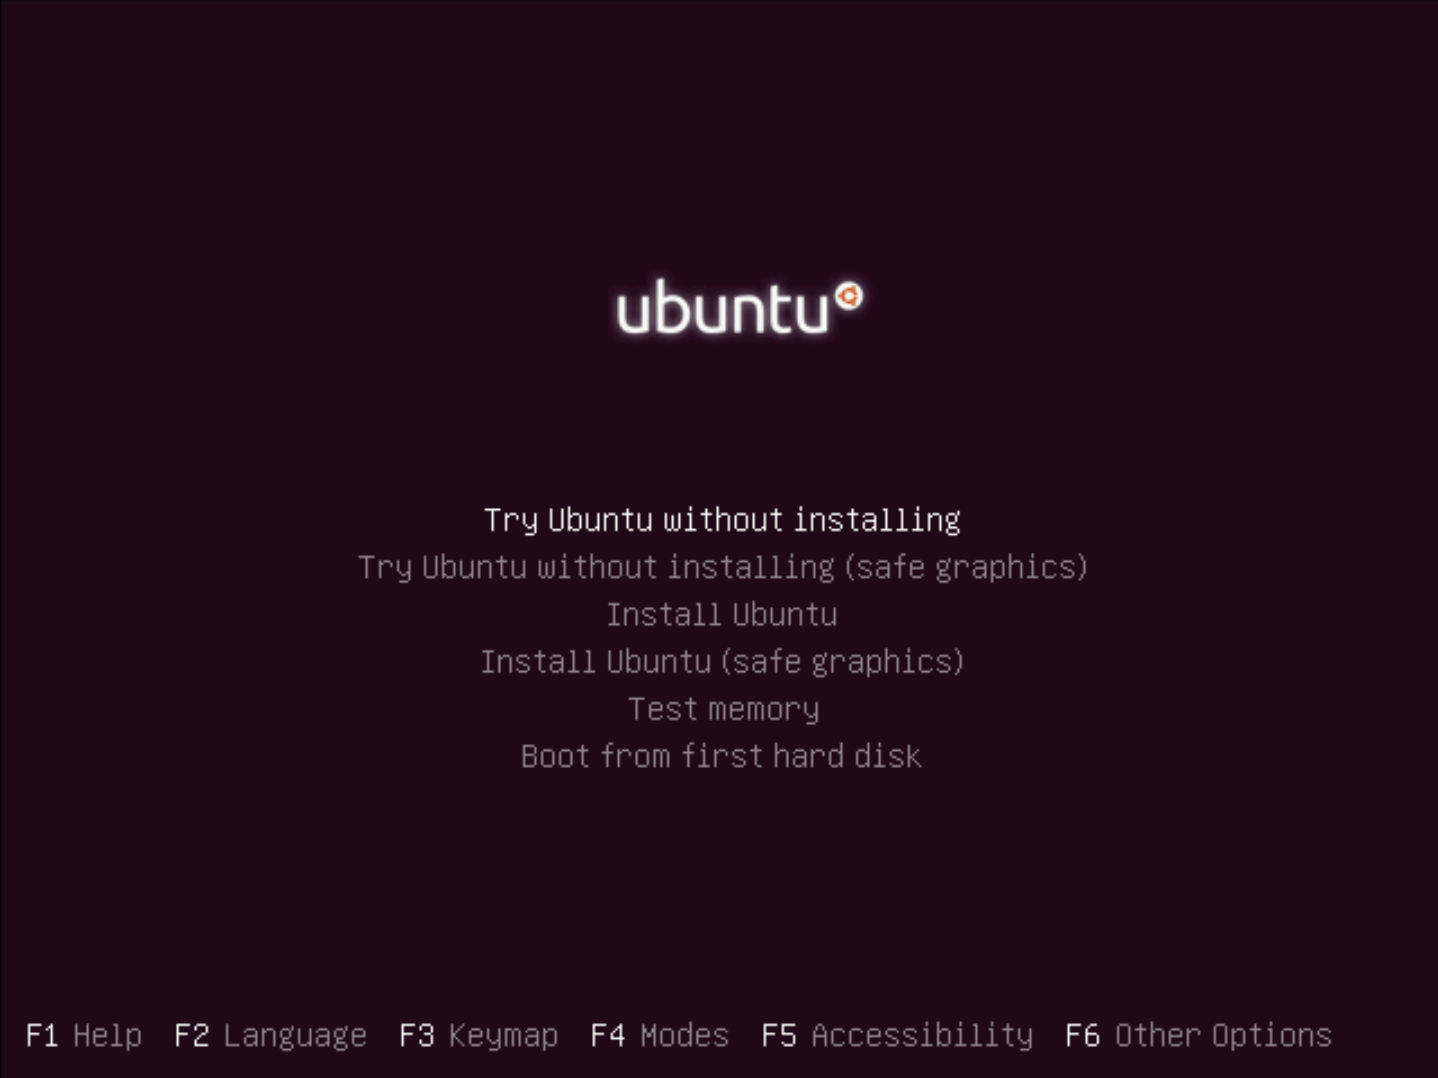 ubuntu
Try Ubuntu without installing
Try Ubuntu without installing (safe graphics)
Install Ubuntu
Install Ubuntu (safe graphics)
Test memory
Boot from first hard disk
F1 Help F2 Language F3 Keymap F4 Modes F5 Accessibility F6 Other Options